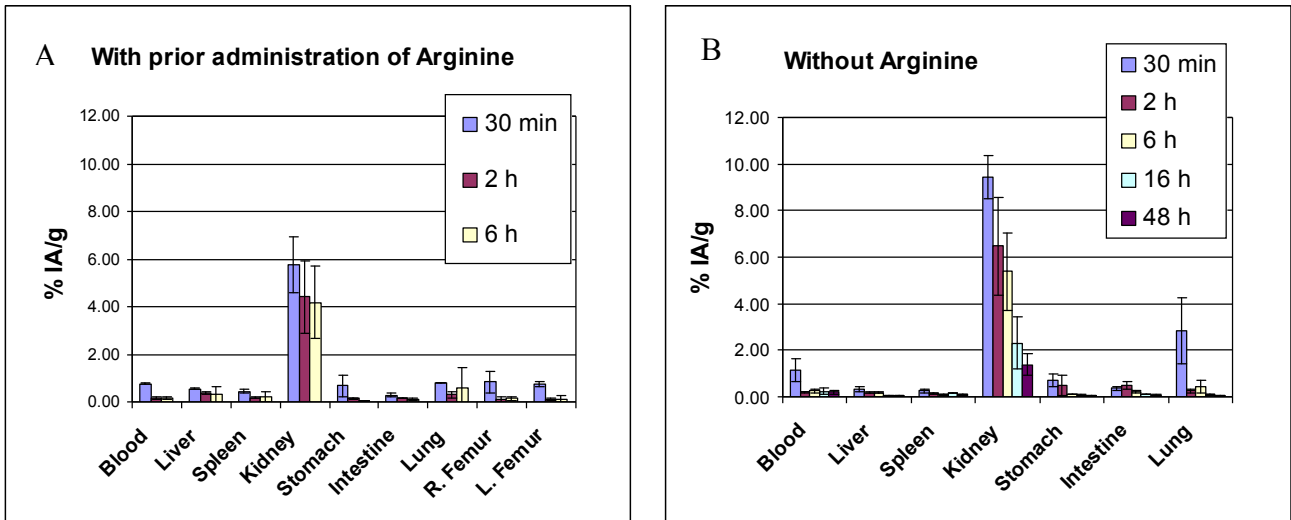 A
With prior administration of Arginine
30 min
2 h
6 h
12.00
10.00
8.00
6.00
4.00
2.00
0.00
% IA/g
Blood
Liver
Spleen
Kidney
Stomach
Intestine
Lung
R. Femur
L. Femur
B
Without Arginine
30 min
2 h
6 h
16 h
48 h
12.00
10.00
8.00
6.00
4.00
2.00
0.00
% IA/g
Blood
Liver
Spleen
Kidney
Stomach
Intestine
Lung